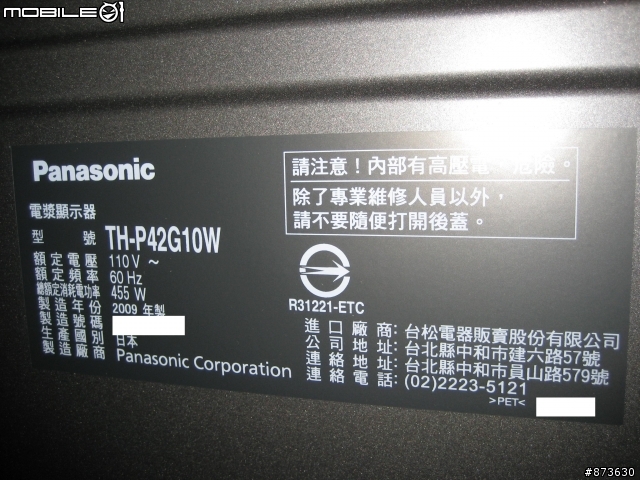 MOBILE01
Panasonic
電漿顯示器
型 號 TH-P42G10W
額定電壓 110V ~
額定頻率 60 Hz
總額定消耗電功率 455 W
製造年份 2009 年製
製造號碼
生產國別 日本
製造廠商 Panasonic Corporation
請注意!內部有高壓電 危險。
除了專業維修人員以外,
請不要隨便打開後蓋。
R31221-ETC
進口廠商: 台松電器販賣股份有限公司
公司地址: 台北縣中和市建六路57號
連絡地址: 台北縣中和市員山路579號
連絡電話: (02)2223-5121
>PET<
#873630